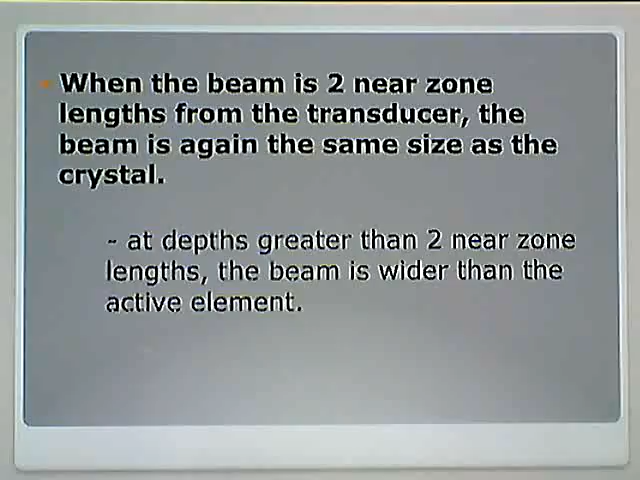 When the beam is 2 near zone
lengths from the transducer, the
beam is again the same size as the
crystal.
- at depths greater than 2 near zone
lengths, the beam is wider than the
active element.